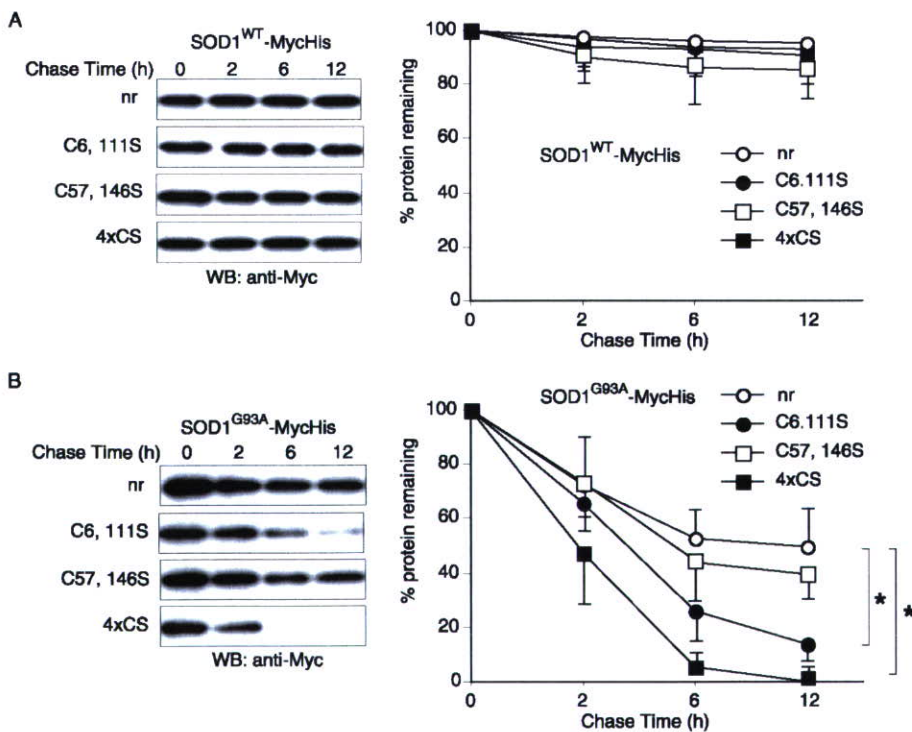 A
SOD1WT-MycHis
Chase Time (h) 0 2 6 12
nr
C6, 111S
C57, 146S
4xCS
WB: anti-Myc
% protein remaining
100
80
60
40
20
0
SOD1WT-MycHis
nr
C6.111S
C57, 146S
4xCS
0 2 6 12
Chase Time (h)
B
SOD1G93A-MycHis
Chase Time (h) 0 2 6 12
nr
C6, 111S
C57, 146S
4xCS
WB: anti-Myc
% protein remaining
100
80
60
40
20
0
SOD1G93A-MycHis
nr
C6.111S
C57, 146S
4xCS
* *
0 2 6 12
Chase Time (h)